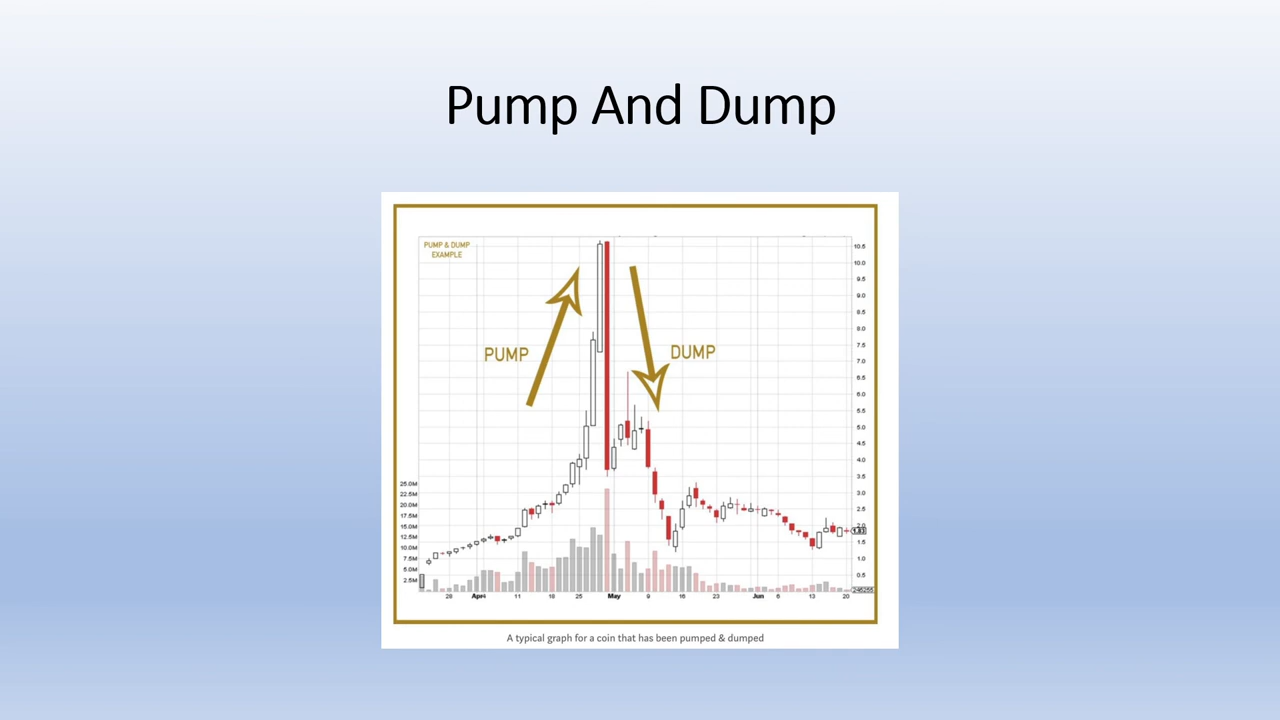 Pump And Dump
PUMP & DUMP
EXAMPLE
PUMP
DUMP
10.5
10.0
9.5
9.0
8.5
8.0
7.5
7.0
6.5
6.0
5.5
5.0
4.5
4.0
3.5
3.0
2.5
2.0
1.5
1.0
0.5
25.0M
22.5M
20.0M
17.5M
15.0M
12.5M
10.0M
7.5M
5.0M
2.5M
246255
Apr 11 18 25 May 9 16 23 Jun 6 13 20
A typical graph for a coin that has been pumped & dumped